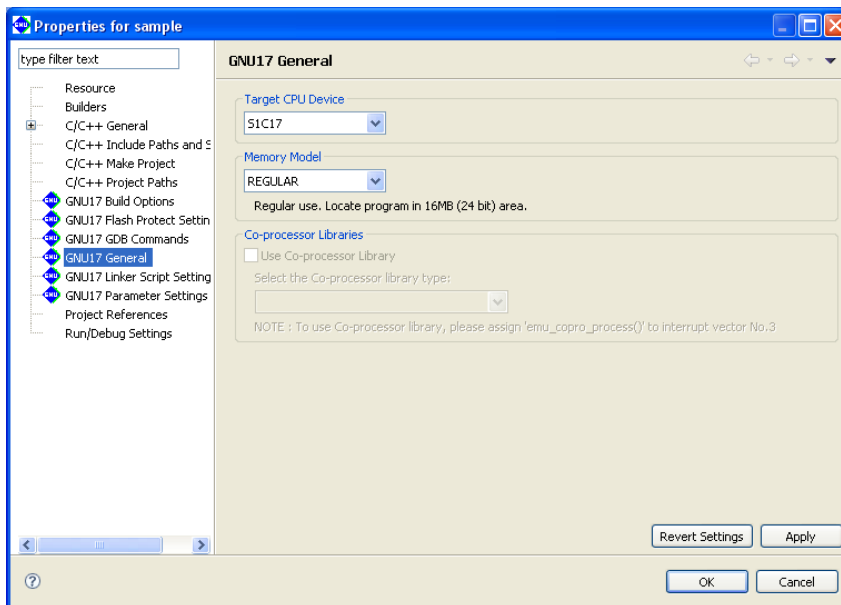 Properties for sample
type filter text
Resource
Builders
C/C++ General
C/C++ Include Paths and S
C/C++ Make Project
C/C++ Project Paths
GNU17 Build Options
GNU17 Flash Protect Settin
GNU17 GDB Commands
GNU17 General
GNU17 Linker Script Setting
GNU17 Parameter Settings
Project References
Run/Debug Settings
GNU17 General
Target CPU Device
S1C17
Memory Model
REGULAR
Regular use. Locate program in 16MB (24 bit) area.
Co-processor Libraries
Use Co-processor Library
Select the Co-processor library type:
NOTE : To use Co-processor library, please assign 'emu_copro_process()' to interrupt vector No.3
Revert Settings
Apply
OK
Cancel